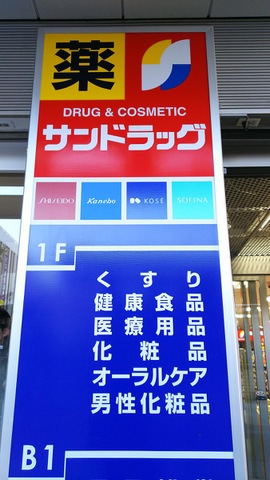 薬
DRUG & COSMETIC
サンドラッグ
SHISEIDO Kanebo KOSÉ SOFINA
1F
くすり
健康食品
医療用品
化粧品
オーラルケア
男性化粧品
B1